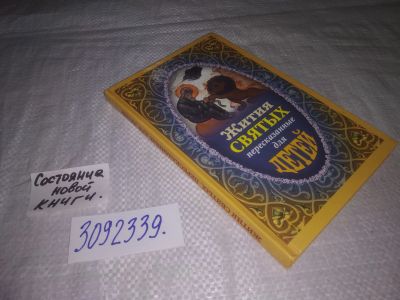 Жития
СВЯТЫХ
пересказанные
для
ДЕТЕЙ
Состояние
новой
книги.
3092339.